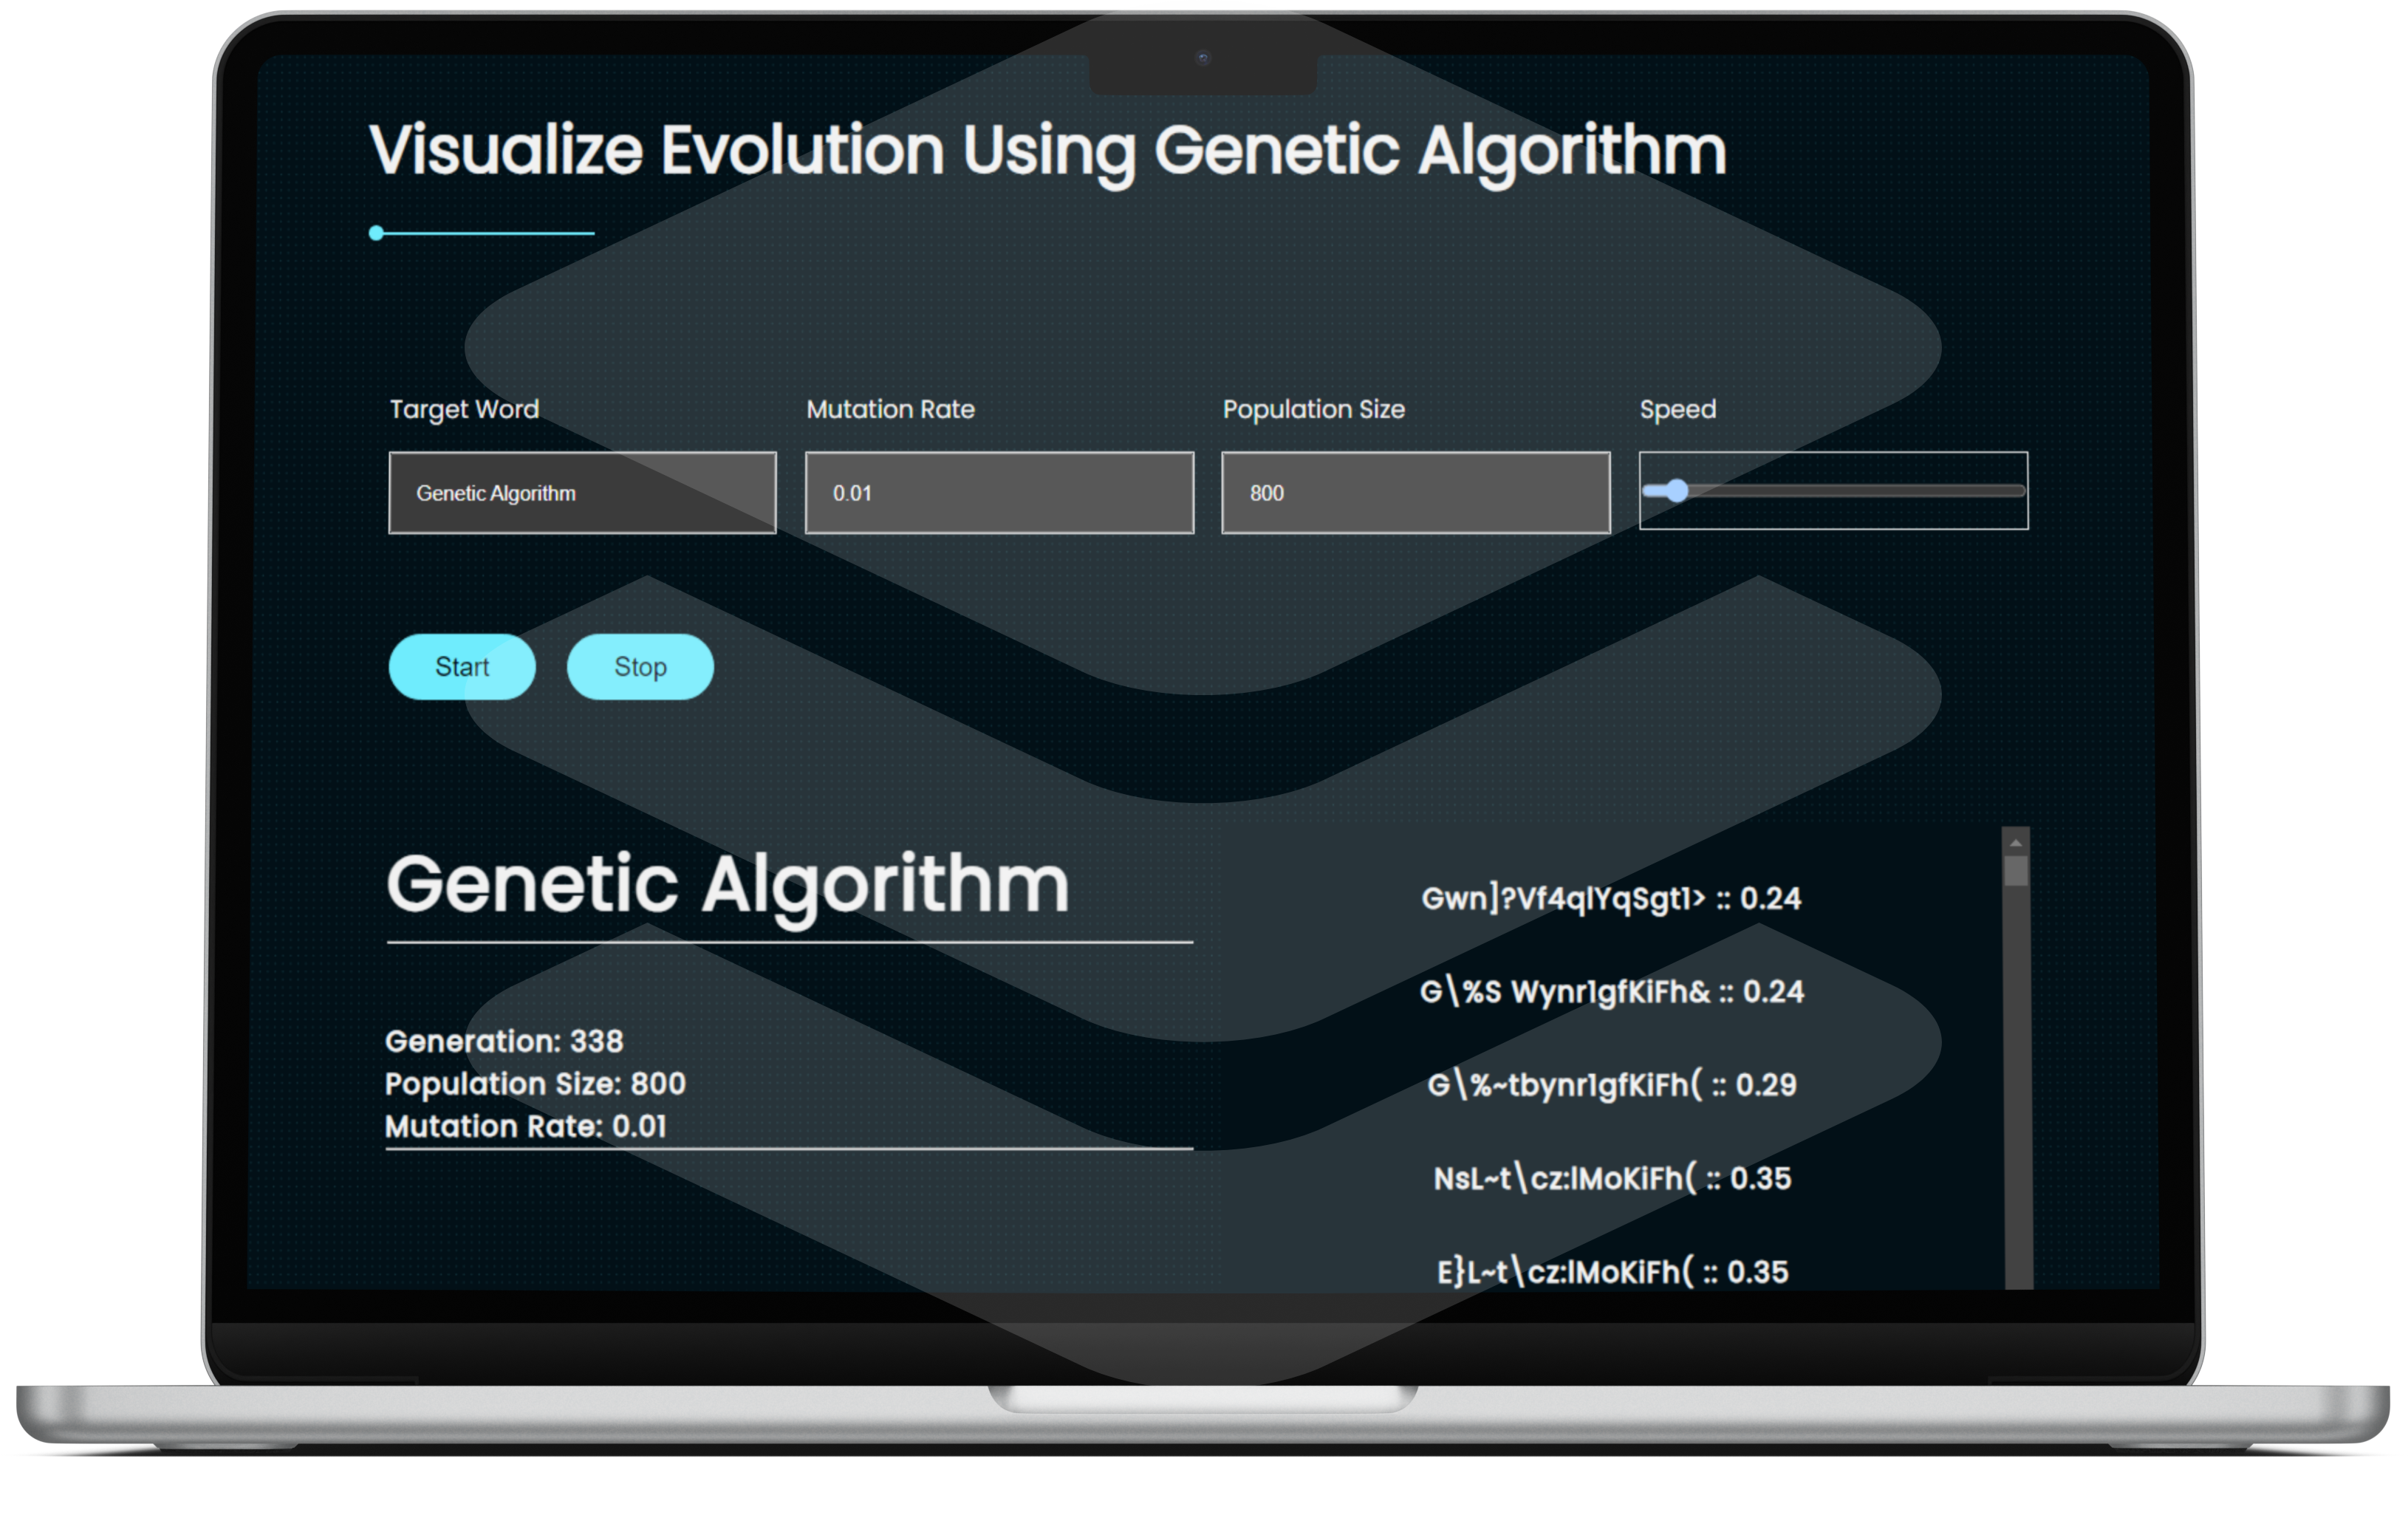 Visualize Evolution Using Genetic Algorithm
Target Word
Mutation Rate
Population Size
Speed
Genetic Algorithm
0.01
800
Start
Stop
Genetic Algorithm
Generation: 338
Population Size: 800
Mutation Rate: 0.01
Gwn]?Vf4qlYqSgt1> :: 0.24
G\%S Wynr1gfKiFh& :: 0.24
G\%~tbynr1gfKiFh( :: 0.29
NsL~t\cz:lMoKiFh( :: 0.35
E}L~t\cz:lMoKiFh( :: 0.35